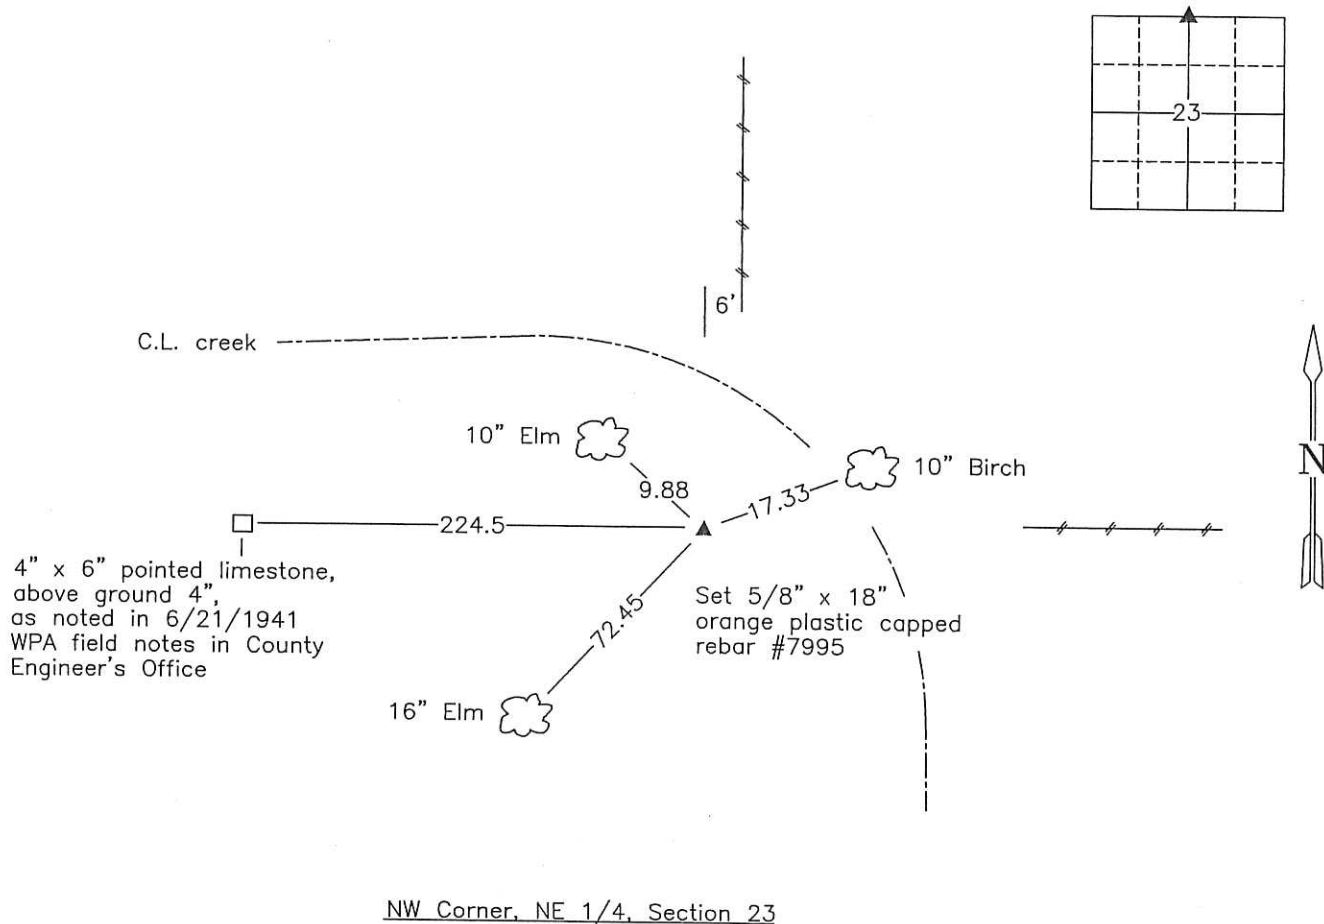 23
6'
C.L. creek
10" Elm
10" Birch
9.88
17.33
N
224.5
4" x 6" pointed limestone,
above ground 4",
as noted in 6/21/1941
WPA field notes in County
Engineer's Office
Set 5/8" x 18"
orange plastic capped
rebar #7995
72.45
16" Elm
NW Corner, NE 1/4, Section 23